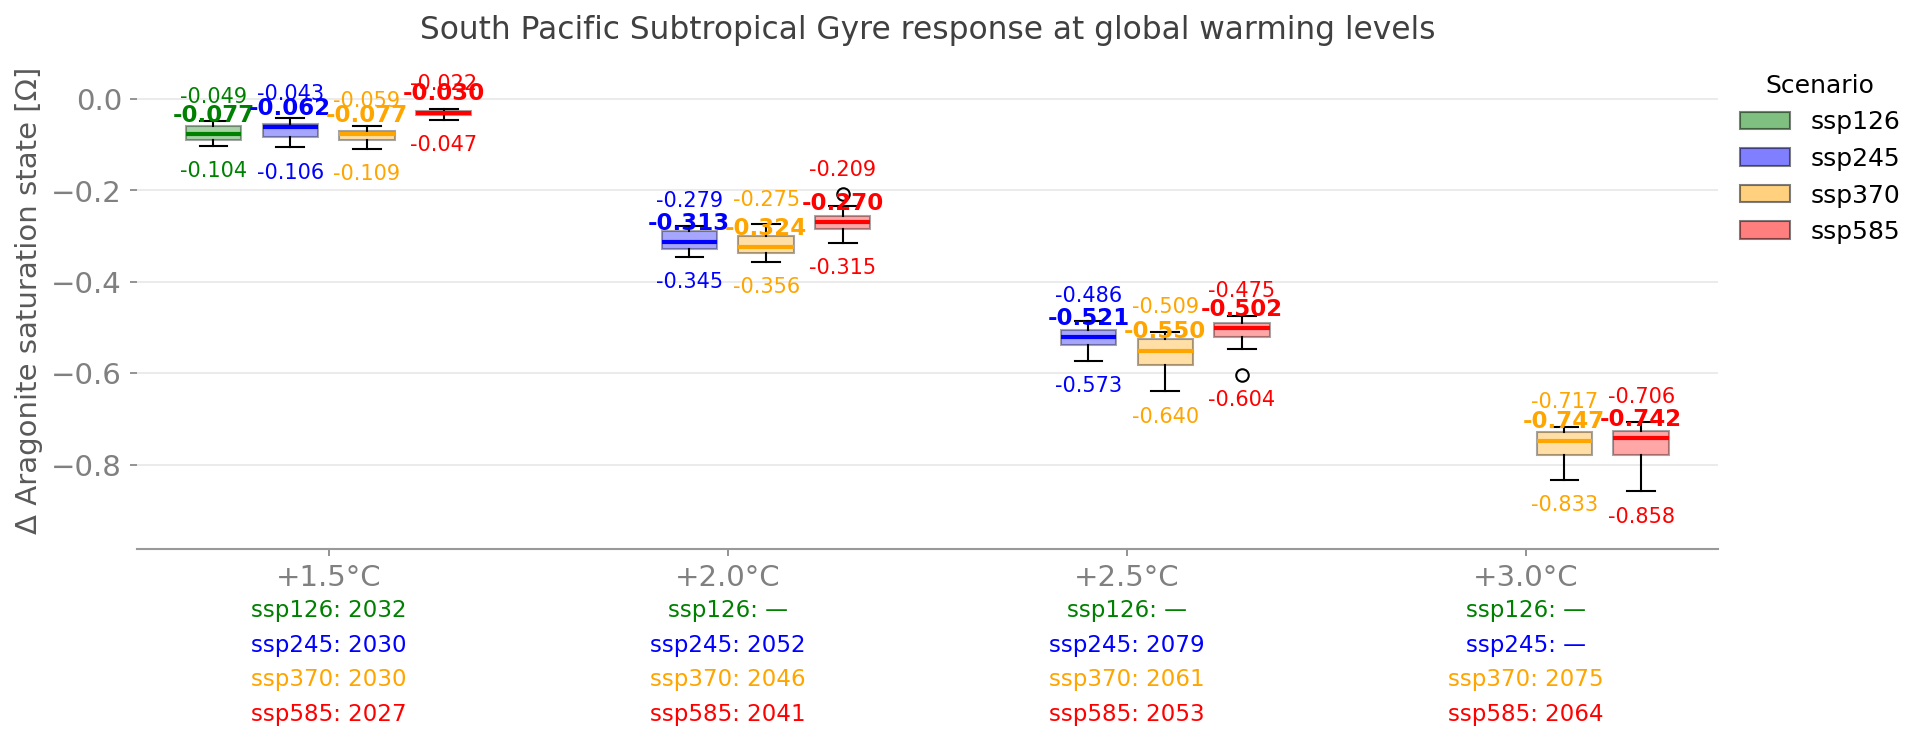 South Pacific Subtropical Gyre response at global warming levels
Δ Aragonite saturation state [Ω]
0.0
−0.2
−0.4
−0.6
−0.8
-0.049
-0.077
-0.104
-0.043
-0.062
-0.106
-0.059
-0.077
-0.109
-0.022
-0.030
-0.047
-0.279
-0.313
-0.345
-0.275
-0.324
-0.356
-0.209
-0.270
-0.315
-0.486
-0.521
-0.573
-0.509
-0.550
-0.640
-0.475
-0.502
-0.604
-0.717
-0.747
-0.833
-0.706
-0.742
-0.858
Scenario
ssp126
ssp245
ssp370
ssp585
+1.5°C
ssp126: 2032
ssp245: 2030
ssp370: 2030
ssp585: 2027
+2.0°C
ssp126: —
ssp245: 2052
ssp370: 2046
ssp585: 2041
+2.5°C
ssp126: —
ssp245: 2079
ssp370: 2061
ssp585: 2053
+3.0°C
ssp126: —
ssp245: —
ssp370: 2075
ssp585: 2064